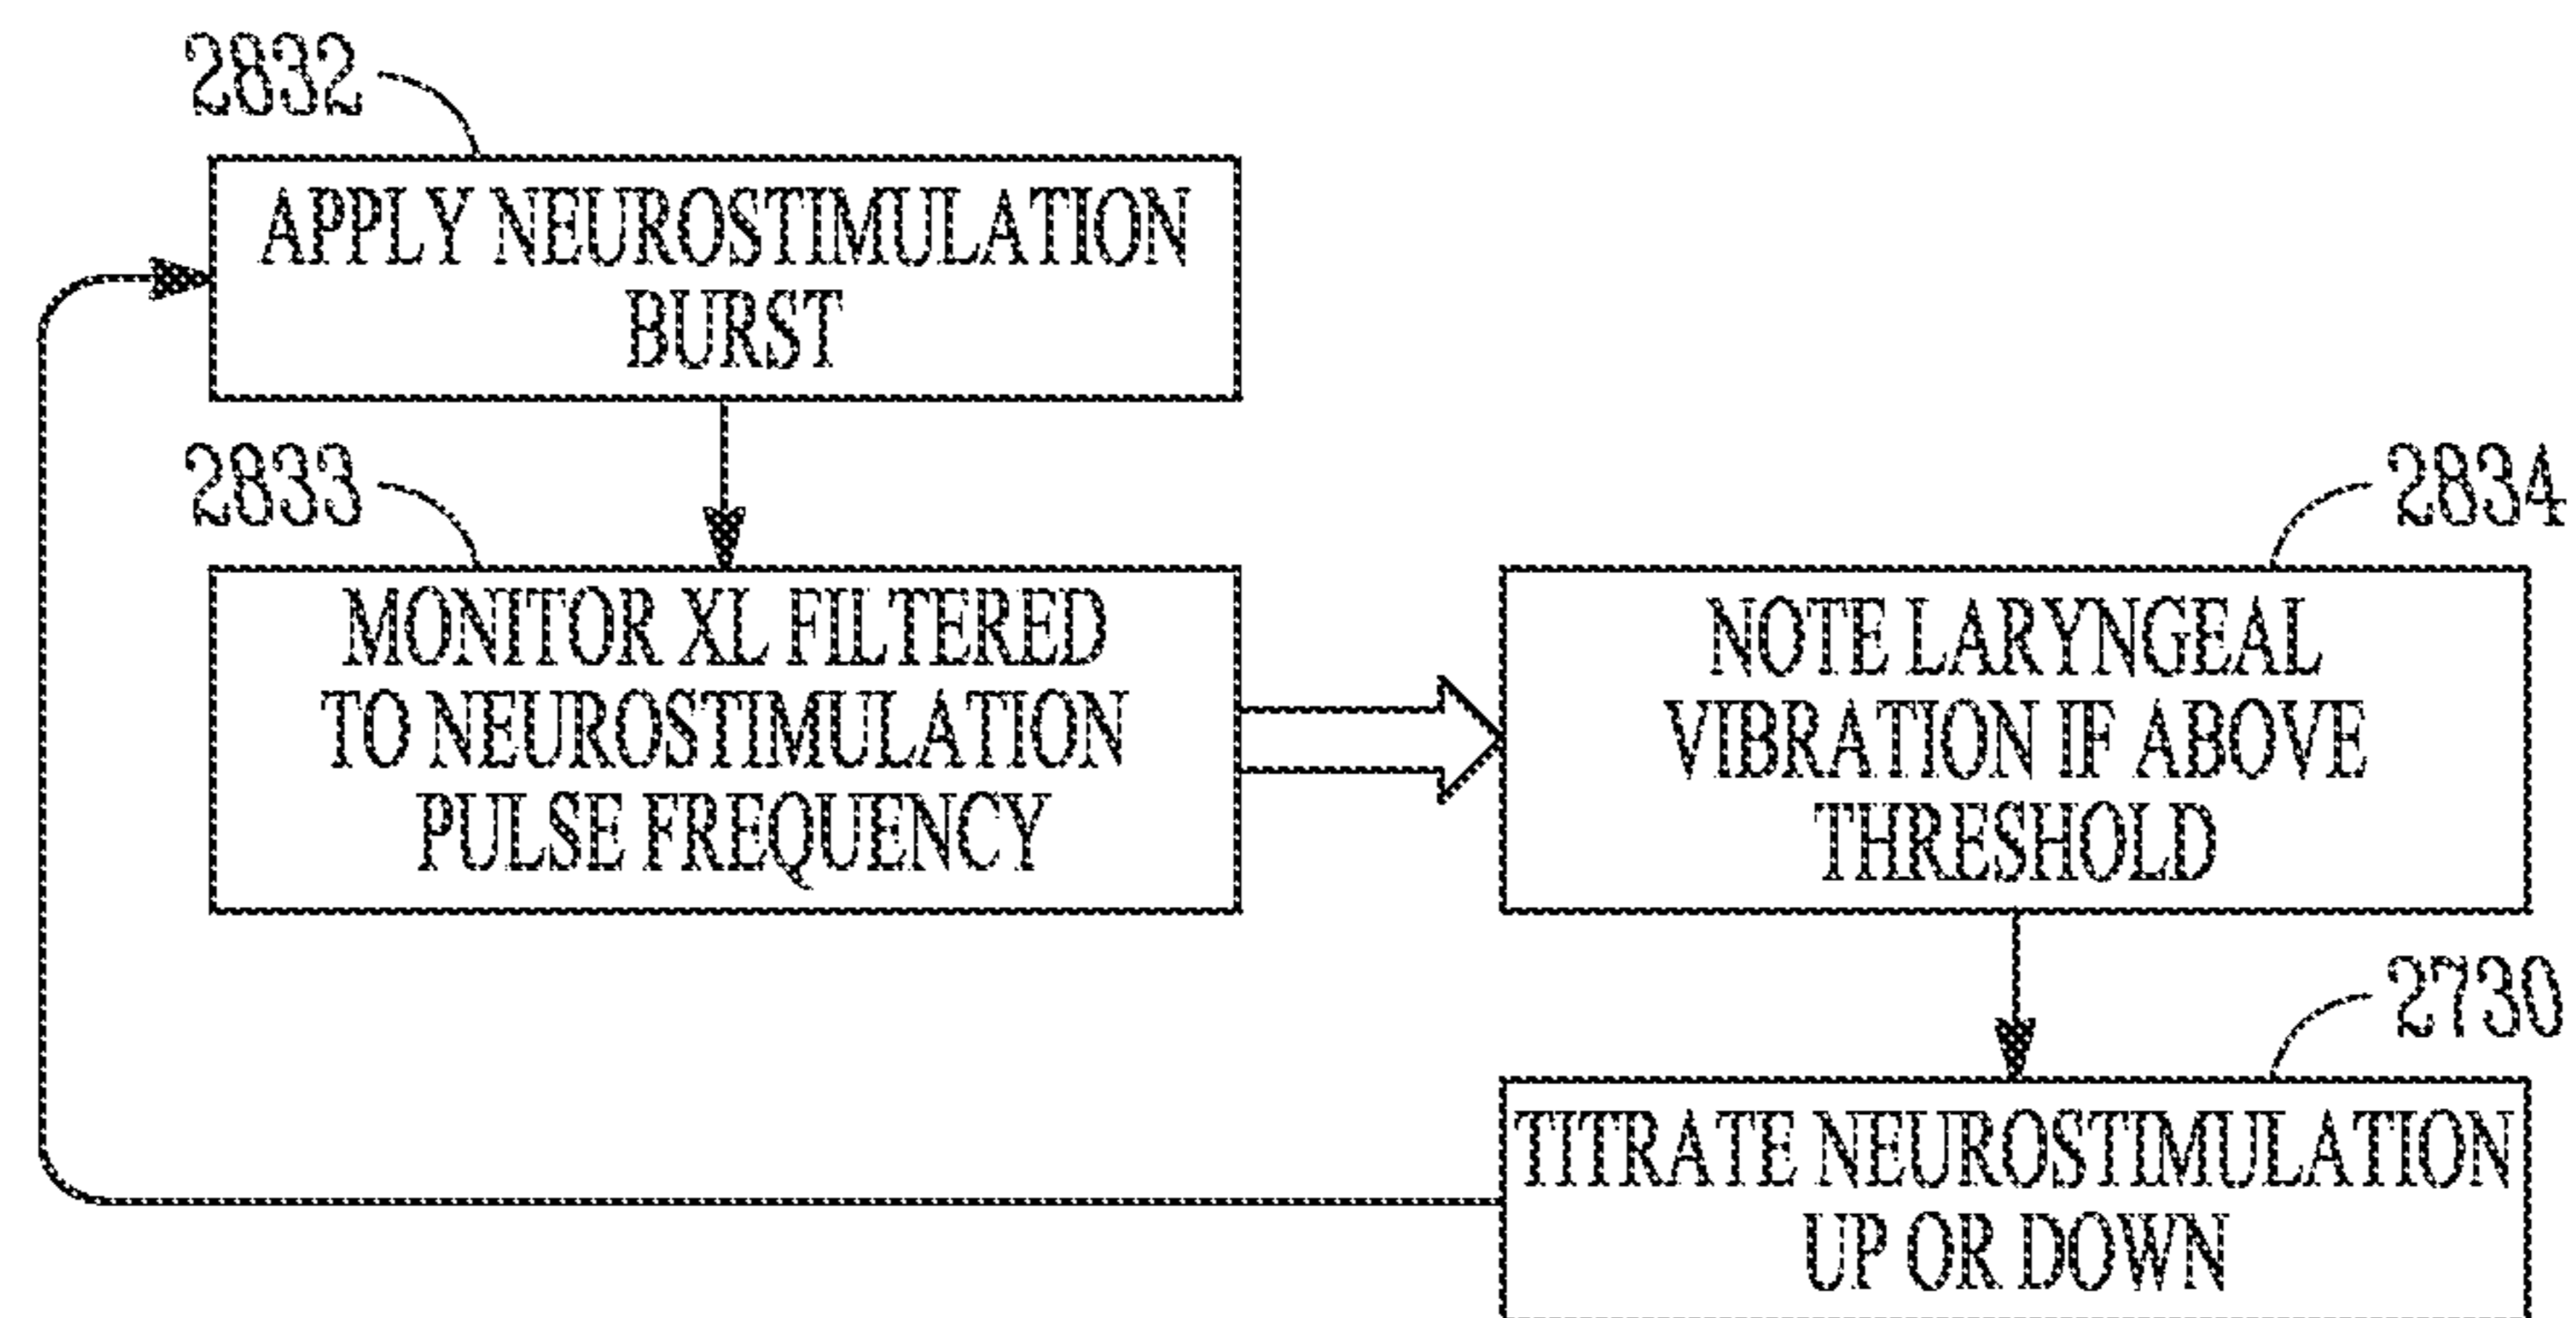 2832
APPLY NEUROSTIMULATION
BURST
2833
MONITOR XL FILTERED
TO NEUROSTIMULATION
PULSE FREQUENCY
2834
NOTE LARYNGEAL
VIBRATION IF ABOVE
THRESHOLD
2730
TITRATE NEUROSTIMULATION
UP OR DOWN